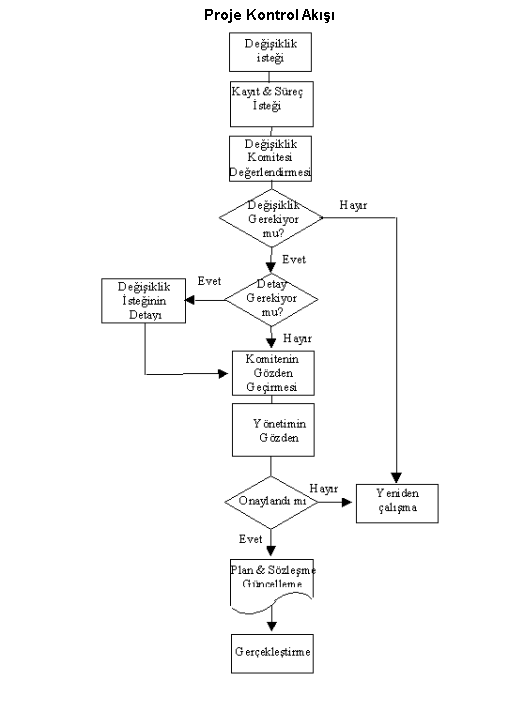 Proje Kontrol Akışı
Değişiklik
isteği
Kayıt & Süreç
İsteği
Değişiklik
Komitesi
Değerlendirmesi
Değişiklik
Gerekiyor
mu?
Hayır
Evet
Detay
Gerekiyor
mu?
Evet
Değişiklik
İsteğinin
Detayı
Hayır
Komitenin
Gözden
Geçirmesi
Yönetimin
Gözden
Onaylandı mı
Hayır
Yeniden
çalışma
Evet
Plan & Sözleşme
Güncelleme
Gerçekleştirme